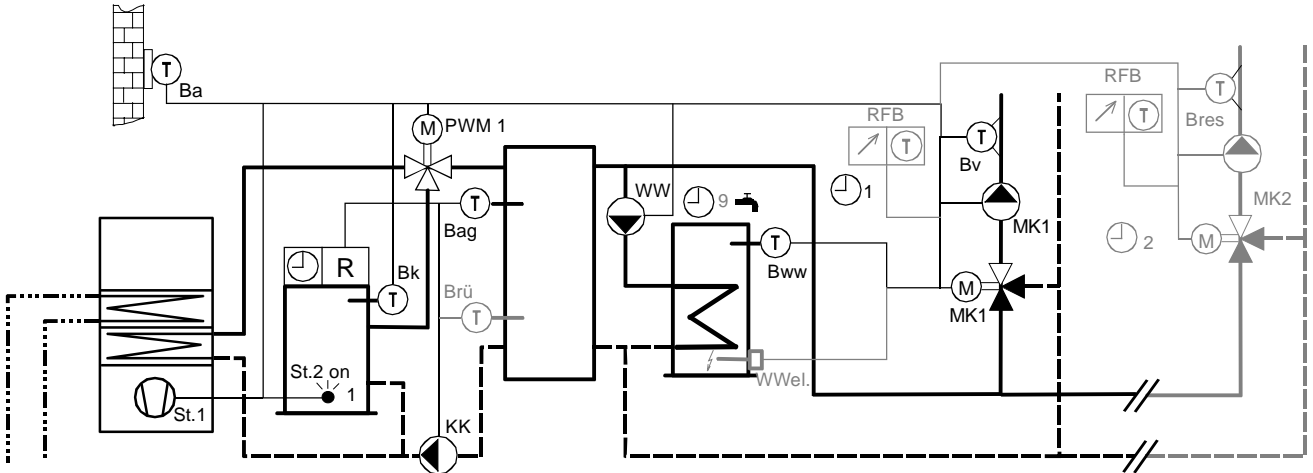 T
Ba
M
PWM 1
RFB
T
T
Bv
RFB
T
T
Bres
T
Bag
WW
9
1
MK1
MK2
R
Bk
T
T
Bww
2
M
Brü
T
M
MK1
St.2 on
1
WWel.
St.1
KK